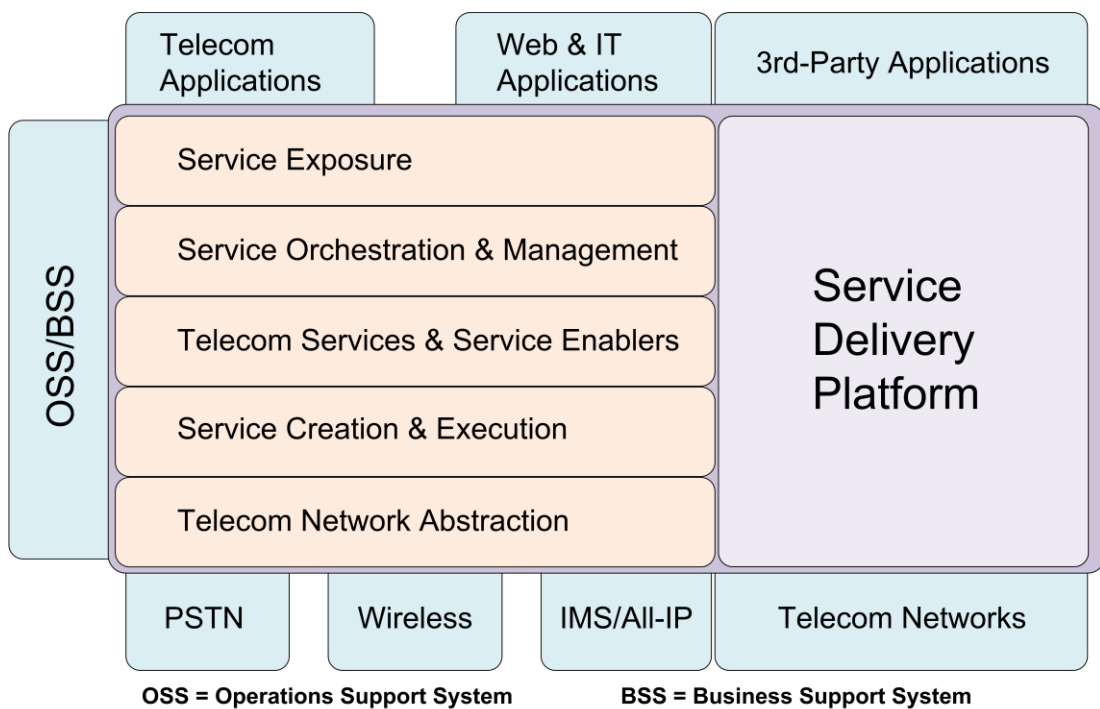 Telecom
Applications
Web & IT
Applications
3rd-Party Applications
OSS/BSS
Service Exposure
Service Orchestration & Management
Telecom Services & Service Enablers
Service Creation & Execution
Telecom Network Abstraction
Service
Delivery
Platform
PSTN
Wireless
IMS/All-IP
Telecom Networks
OSS = Operations Support System
BSS = Business Support System